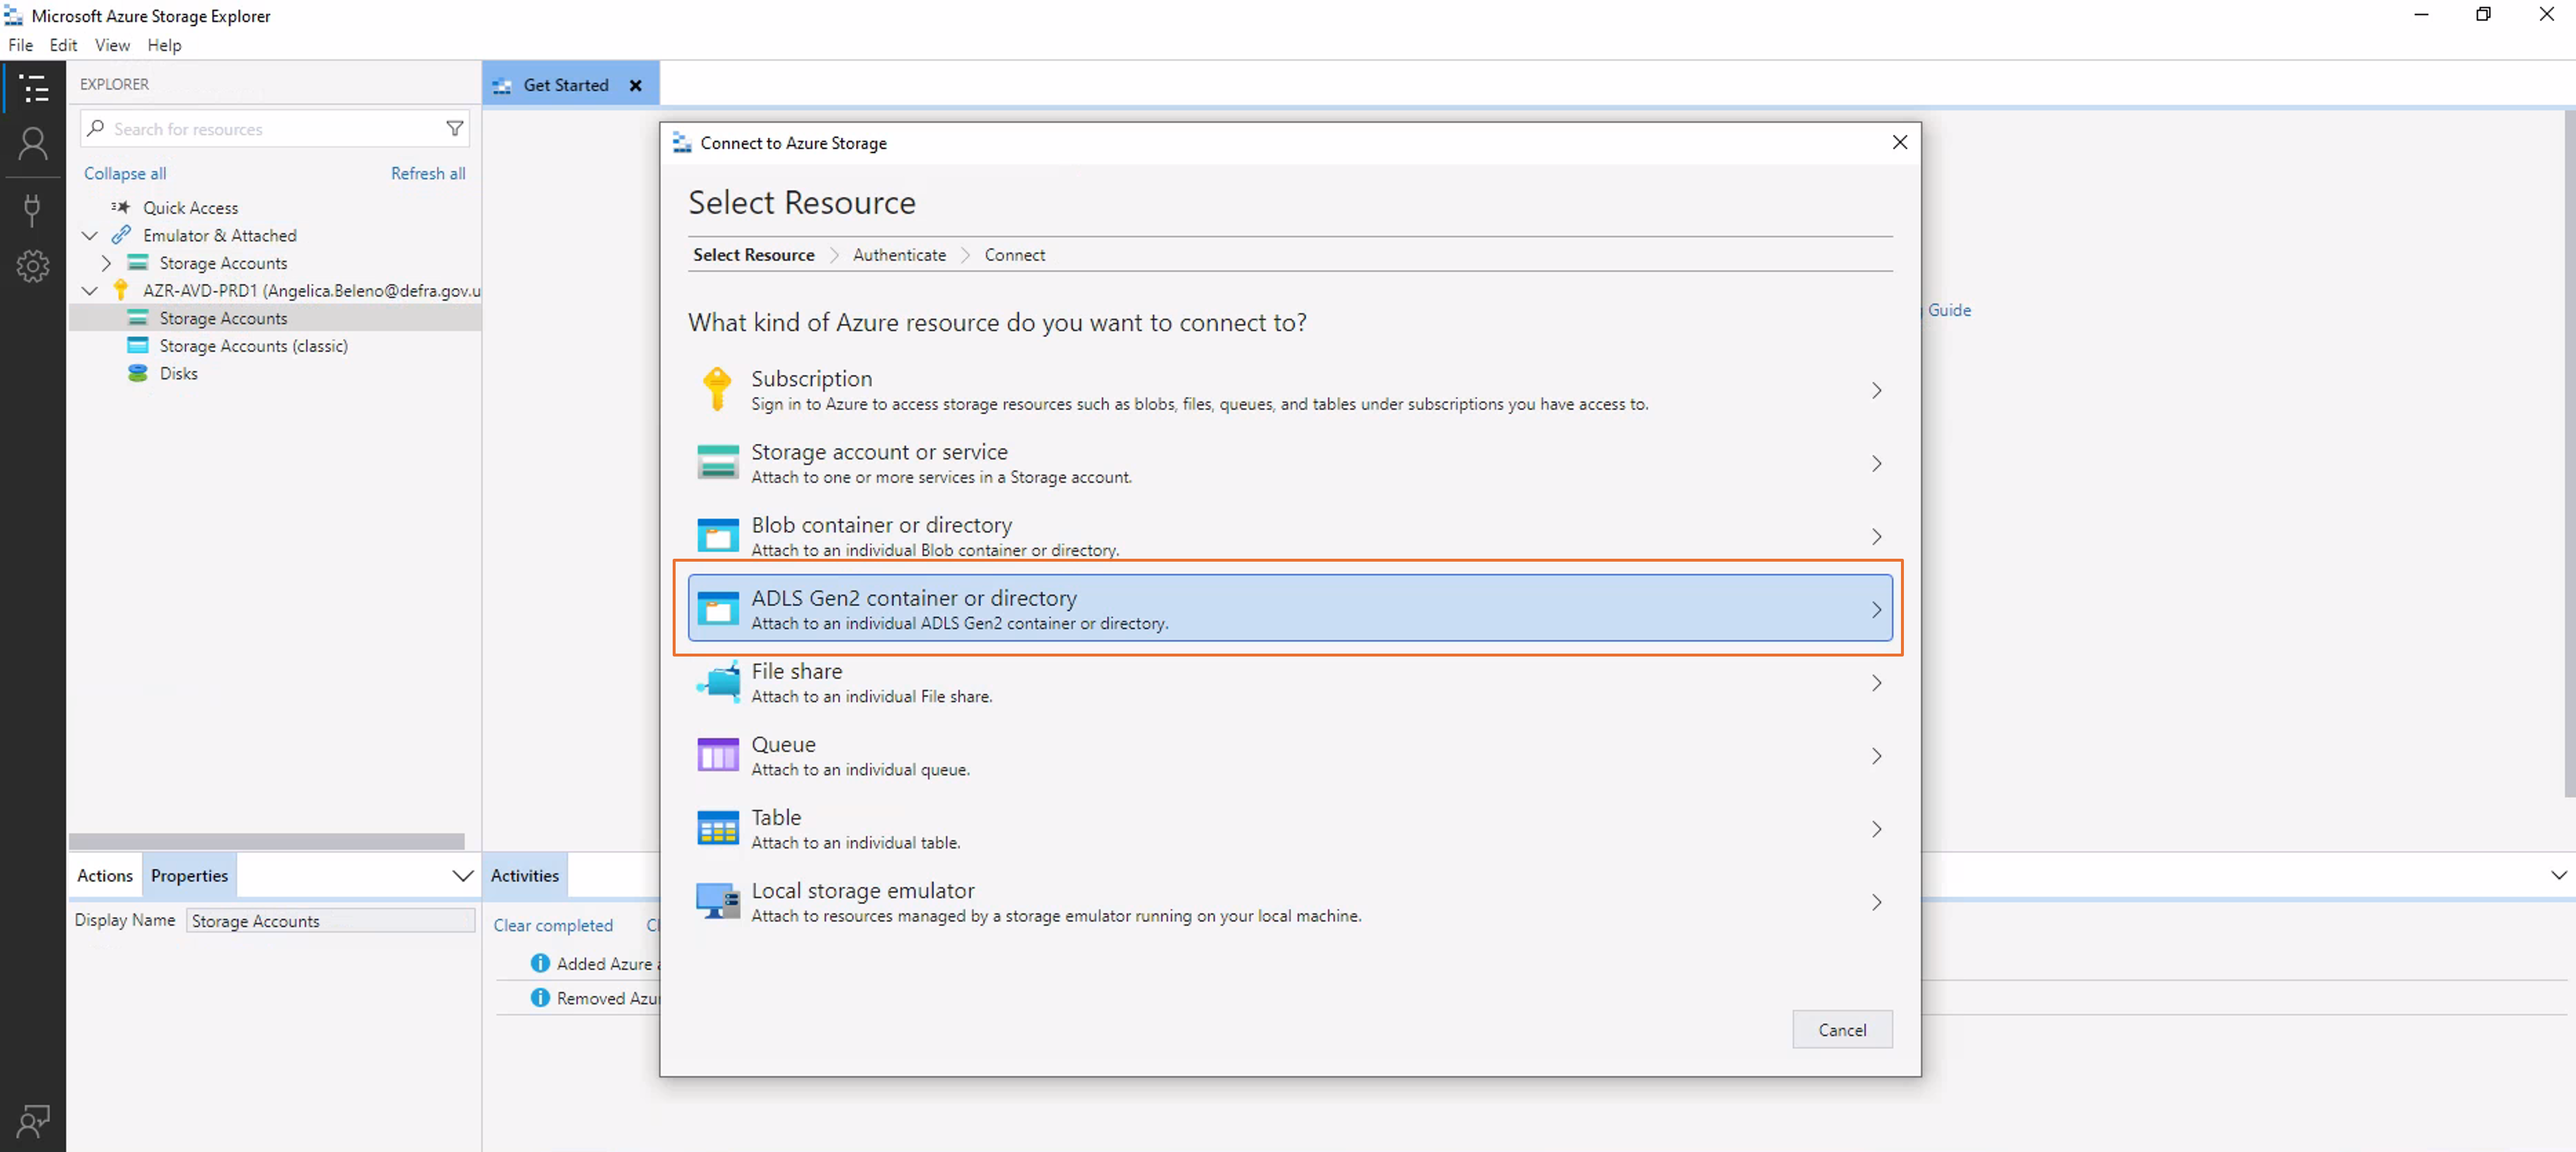 Microsoft Azure Storage Explorer
File Edit View Help
EXPLORER
Search for resources
Collapse all Refresh all
Quick Access
Emulator & Attached
Storage Accounts
AZR-AVD-PRD1 (Angelica.Beleno@defra.gov.u
Storage Accounts
Storage Accounts (classic)
Disks
Get Started
Guide
Connect to Azure Storage
Select Resource
Select Resource Authenticate Connect
What kind of Azure resource do you want to connect to?
Subscription
Sign in to Azure to access storage resources such as blobs, files, queues, and tables under subscriptions you have access to.
Storage account or service
Attach to one or more services in a Storage account.
Blob container or directory
Attach to an individual Blob container or directory.
ADLS Gen2 container or directory
Attach to an individual ADLS Gen2 container or directory.
File share
Attach to an individual File share.
Queue
Attach to an individual queue.
Table
Attach to an individual table.
Local storage emulator
Attach to resources managed by a storage emulator running on your local machine.
Cancel
Actions Properties
Display Name Storage Accounts
Activities
Clear completed
Added Azure
Removed Azu